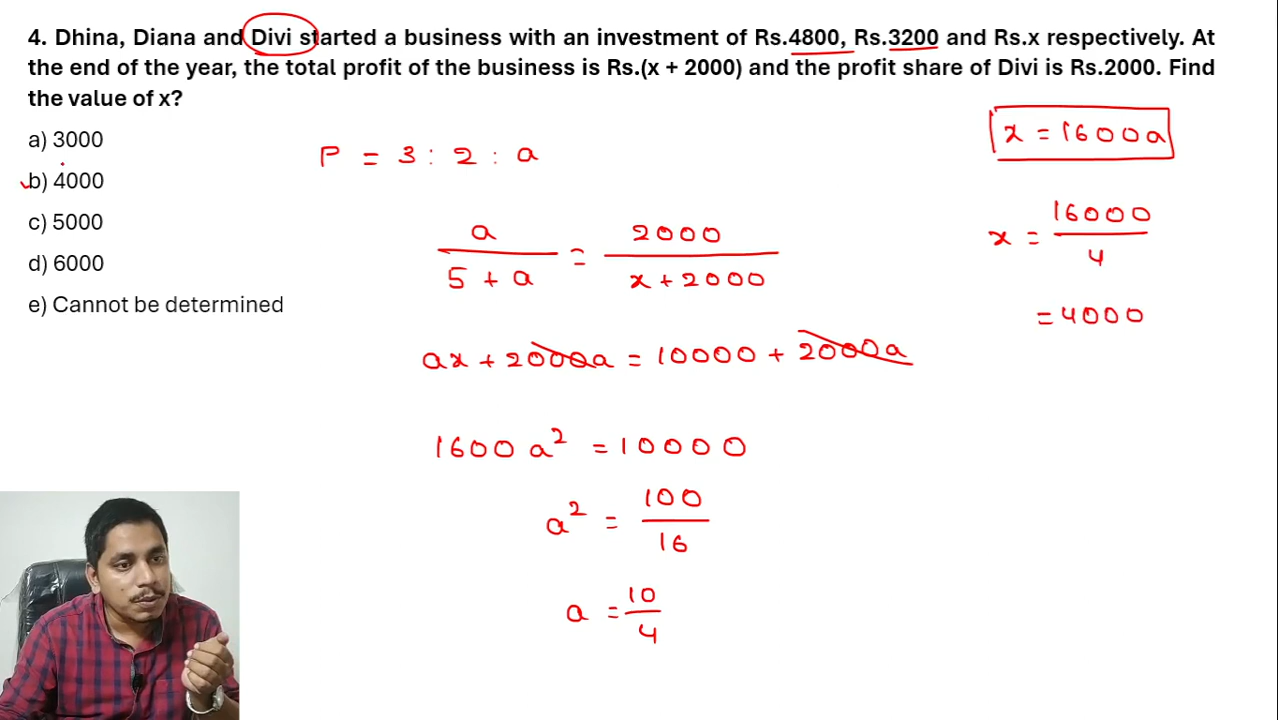 4. Dhina, Diana and Divi started a business with an investment of Rs.4800, Rs.3200 and Rs.x respectively. At
the end of the year, the total profit of the business is Rs.(x + 2000) and the profit share of Divi is Rs.2000. Find
the value of x?
a) 3000
b) 4000
c) 5000
d) 6000
e) Cannot be determined
P = 3 : 2 : a
a / 5 + a = 2000 / x + 2000
ax + 2000a = 10000 + 2000a
1600 a² = 10000
a² = 100 / 16
a = 10 / 4
x = 1600a
x = 16000 / 4
= 4000